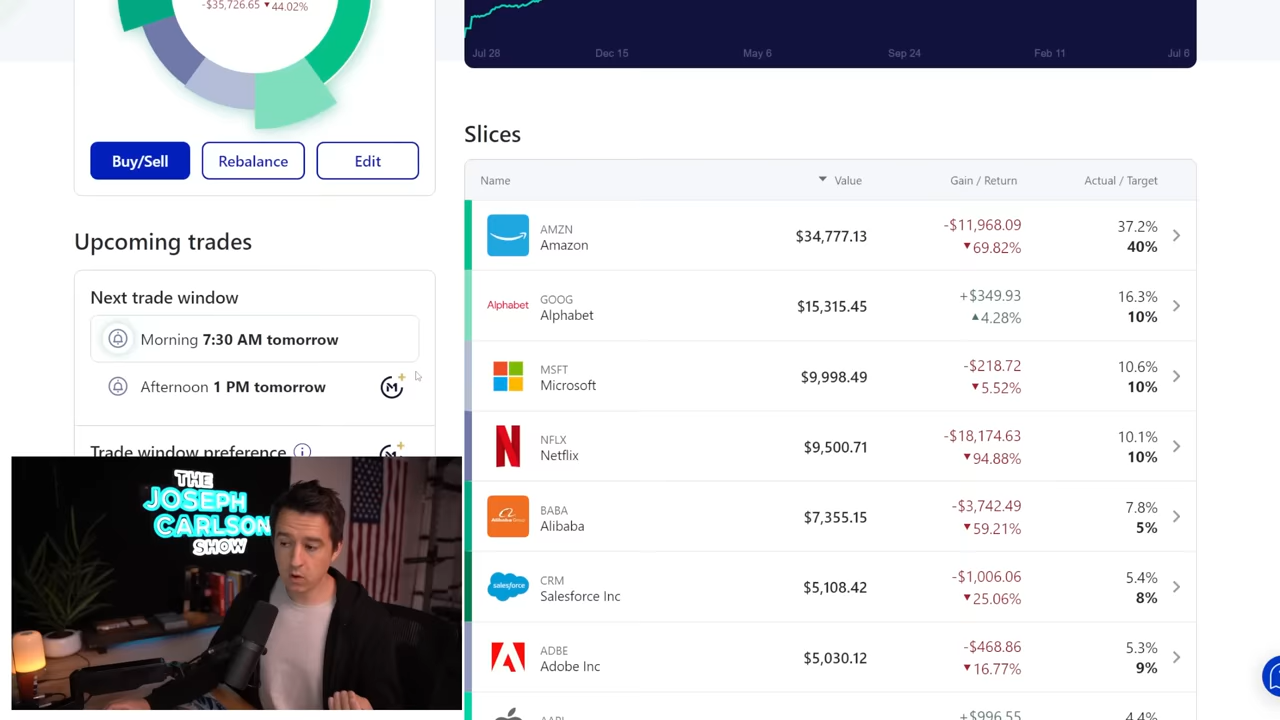 -$35,726.65 ▼44.02%
Jul 28 Dec 15 May 6 Sep 24 Feb 11 Jul 6
Buy/Sell Rebalance Edit
Upcoming trades
Next trade window
Morning 7:30 AM tomorrow
Afternoon 1 PM tomorrow
Trade window preference
THE
JOSEPH
CARLSON
SHOW
Slices
Name ▼ Value Gain / Return Actual / Target
AMZN
Amazon
$34,777.13
-$11,968.09
▼69.82%
37.2%
40%
Alphabet
GOOG
Alphabet
$15,315.45
+$349.93
▲4.28%
16.3%
10%
MSFT
Microsoft
$9,998.49
-$218.72
▼5.52%
10.6%
10%
NFLX
Netflix
$9,500.71
-$18,174.63
▼94.88%
10.1%
10%
BABA
Alibaba
$7,355.15
-$3,742.49
▼59.21%
7.8%
5%
salesforce
CRM
Salesforce Inc
$5,108.42
-$1,006.06
▼25.06%
5.4%
8%
ADBE
Adobe Inc
$5,030.12
-$468.86
▼16.77%
5.3%
9%
AAPL
+$996.55
4.4%